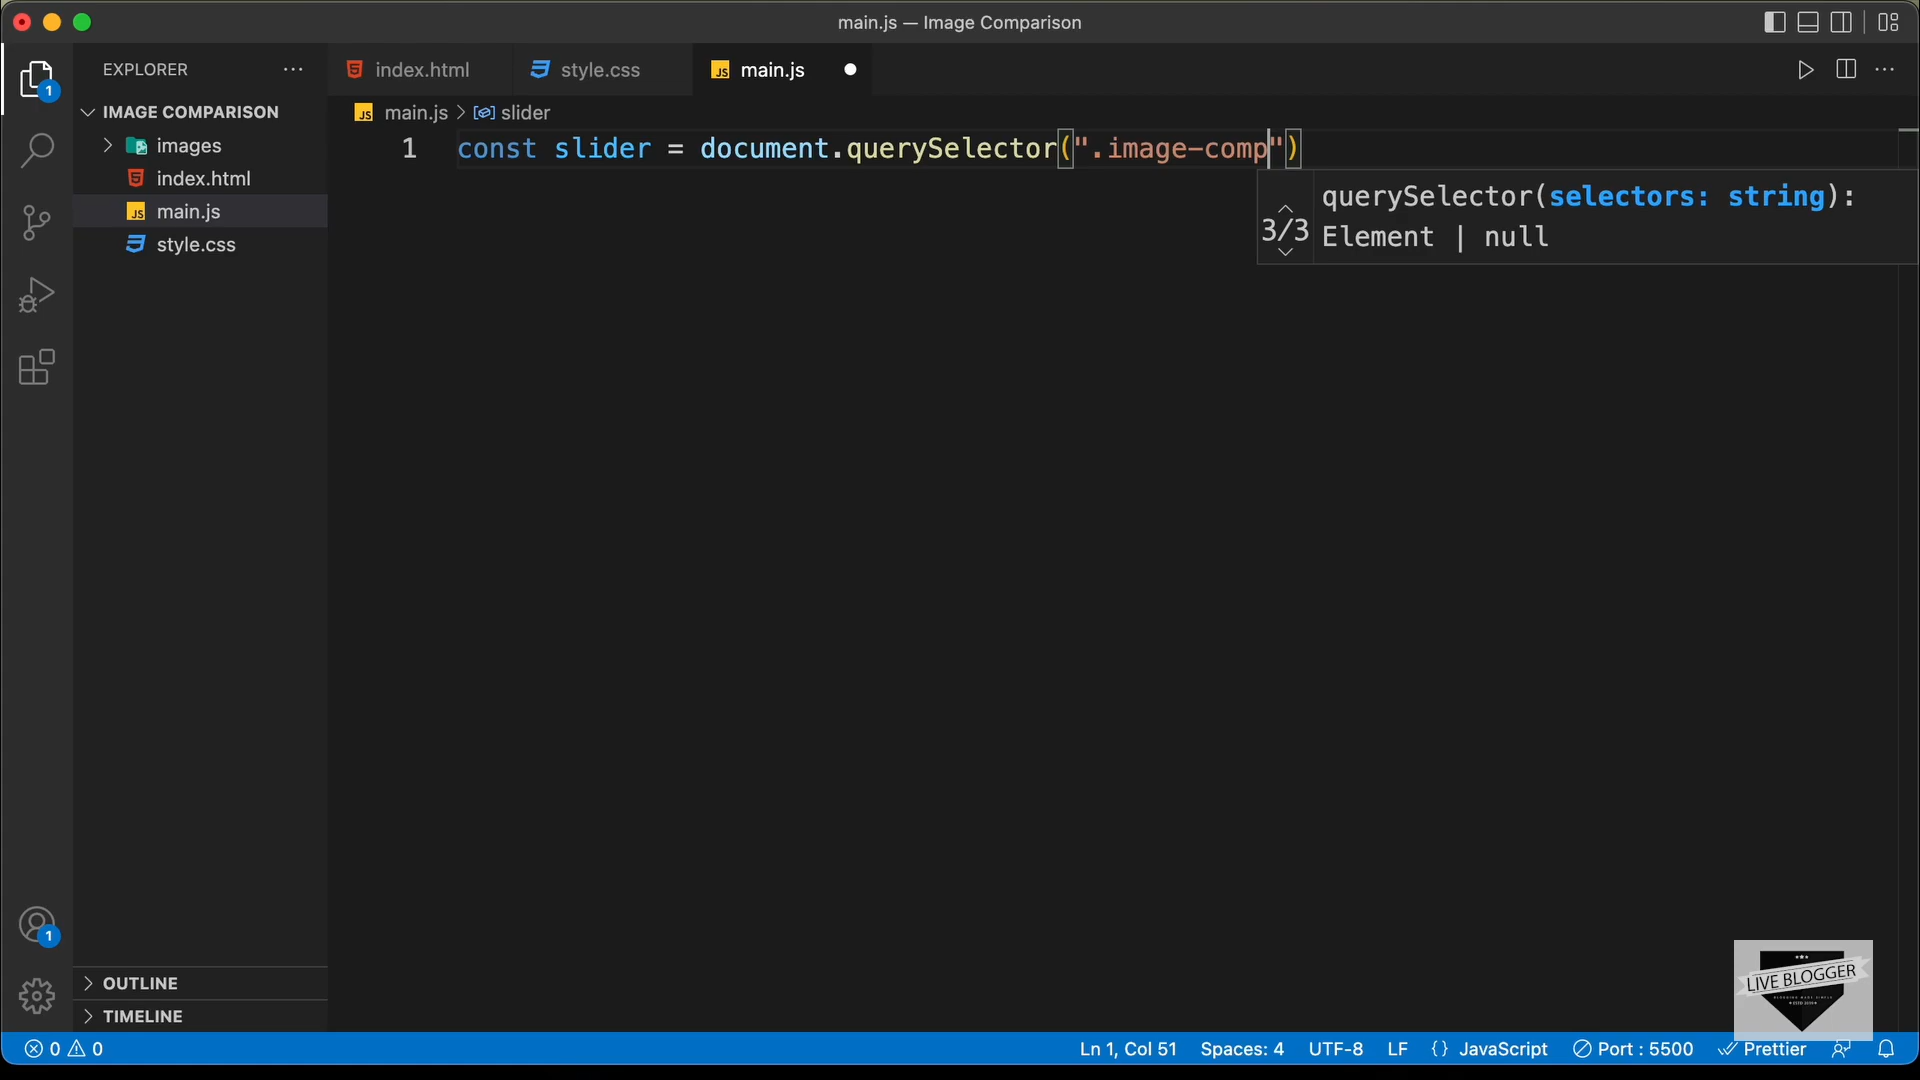 main.js — Image Comparison
EXPLORER
index.html
style.css
main.js
1
IMAGE COMPARISON
images
index.html
main.js
style.css
main.js > slider
1 const slider = document.querySelector(".image-comp")
3/3
querySelector(selectors: string):
Element | null
1
OUTLINE
TIMELINE
LIVE BLOGGER
0 0
Ln 1, Col 51
Spaces: 4
UTF-8
LF
{} JavaScript
Port : 5500
Prettier